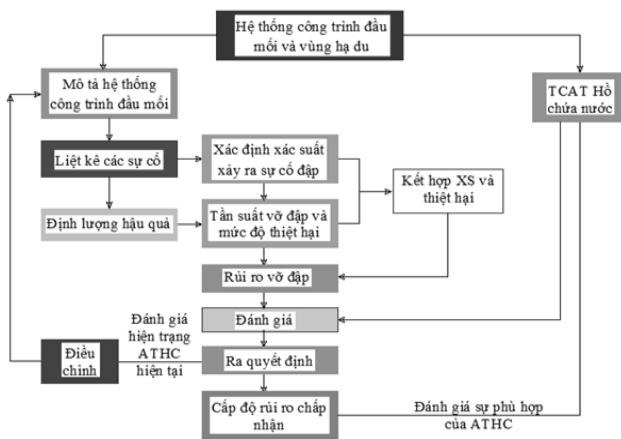 Hệ thống công trình đầu
mối và vùng hạ du
Mô tả hệ thống
công trình đầu mối
TCAT Hồ
chứa nước
Liệt kê các sự cố
Xác định xác suất
xảy ra sự cố đập
Kết hợp XS và
thiệt hại
Định lượng hậu quả
Tần suất vỡ đập và
mức độ thiệt hại
Rủi ro vỡ đập
Đánh giá
Đánh giá
hiện trạng
ATHC
hiện tại
Điều
chỉnh
Ra quyết định
Cấp độ rủi ro chấp
nhận
Đánh giá sự phù hợp
của ATHC